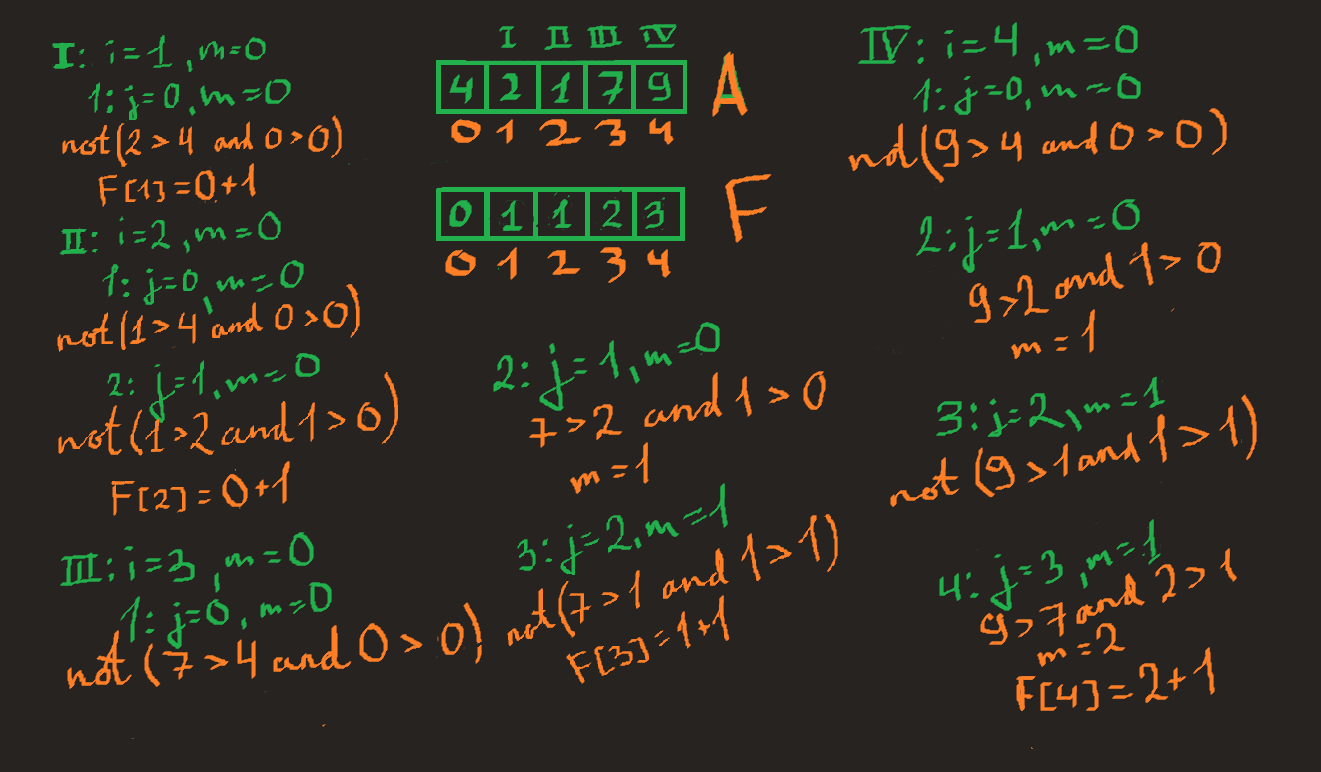 I: i=1, m=0
1: j=0, m=0
not(2>4 and 0>0)
F[1]=0+1
II: i=2, m=0
1: j=0, m=0
not(1>4 and 0>0)
2: j=1, m=0
not(1>2 and 1>0)
F[2]=0+1
III: i=3, m=0
1: j=0, m=0
not(7>4 and 0>0)
I II III IV
4 2 1 7 9 A
0 1 2 3 4
0 1 1 2 3 F
0 1 2 3 4
2: j=1, m=0
7>2 and 1>0
m=1
3: j=2, m=1
not(7>1 and 1>1)
F[3]=1+1
IV: i=4, m=0
1: j=0, m=0
not(9>4 and 0>0)
2: j=1, m=0
9>2 and 1>0
m=1
3: j=2, m=1
not (9>1 and 1>1)
4: j=3, m=1
9>7 and 2>1
m=2
F[4]=2+1